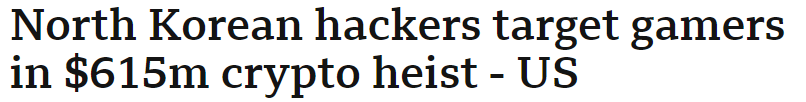 North Korean hackers target gamers
in $615m crypto heist - US